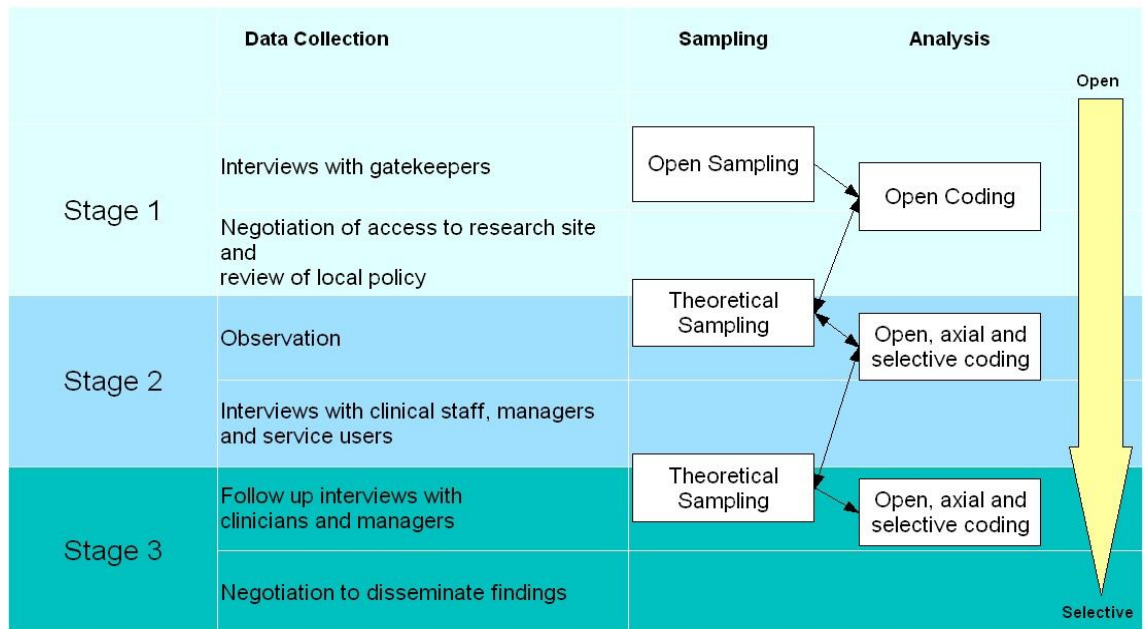 Data Collection
Sampling
Analysis
Open
Stage 1
Interviews with gatekeepers
Open Sampling
Open Coding
Negotiation of access to research site
and
review of local policy
Theoretical
Sampling
Stage 2
Observation
Open, axial and
selective coding
Interviews with clinical staff, managers
and service users
Theoretical
Sampling
Stage 3
Follow up interviews with
clinicians and managers
Open, axial and
selective coding
Negotiation to disseminate findings
Selective